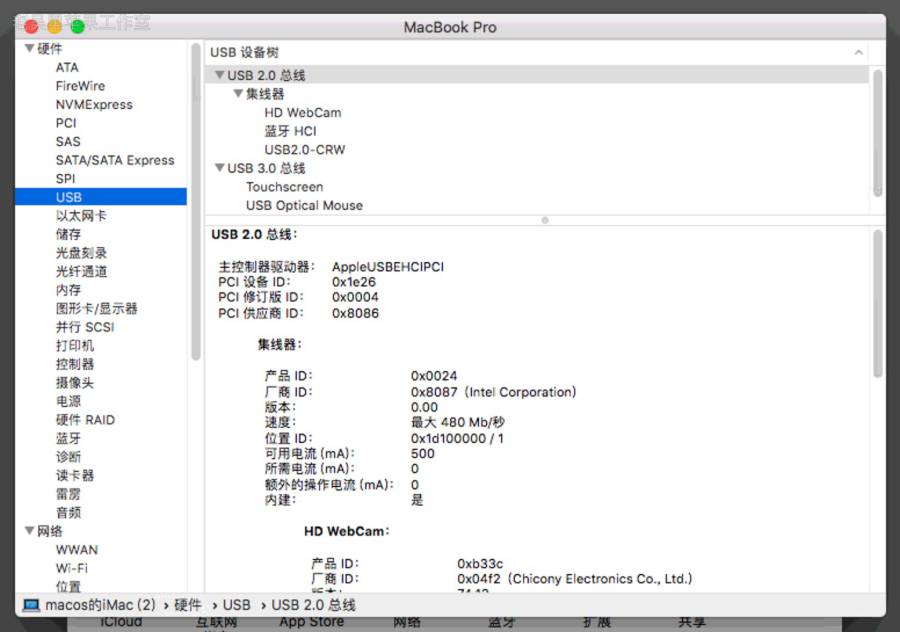 MacBook Pro
硬件
ATA
FireWire
NVMExpress
PCI
SAS
SATA/SATA Express
SPI
USB
以太网卡
储存
光盘刻录
光纤通道
内存
图形卡/显示器
并行 SCSI
打印机
控制器
摄像头
电源
硬件 RAID
蓝牙
诊断
读卡器
雷雳
音频
网络
WWAN
Wi-Fi
位置
USB 设备树
USB 2.0 总线
集线器
HD WebCam
蓝牙 HCI
USB2.0-CRW
USB 3.0 总线
Touchscreen
USB Optical Mouse
USB 2.0 总线：
主控制器驱动器： AppleUSBEHCIPCI
PCI 设备 ID： 0x1e26
PCI 修订版 ID： 0x0004
PCI 供应商 ID： 0x8086
集线器：
产品 ID： 0x0024
厂商 ID： 0x8087（Intel Corporation）
版本： 0.00
速度： 最大 480 Mb/秒
位置 ID： 0x1d100000 / 1
可用电流 (mA)： 500
所需电流 (mA)： 0
额外的操作电流 (mA)： 0
内建： 是
HD WebCam：
产品 ID： 0xb33c
厂商 ID： 0x04f2（Chicony Electronics Co., Ltd.）
macos的iMac (2) › 硬件 › USB › USB 2.0 总线
iCloud 互联网 App Store 网络 蓝牙 扩展 共享